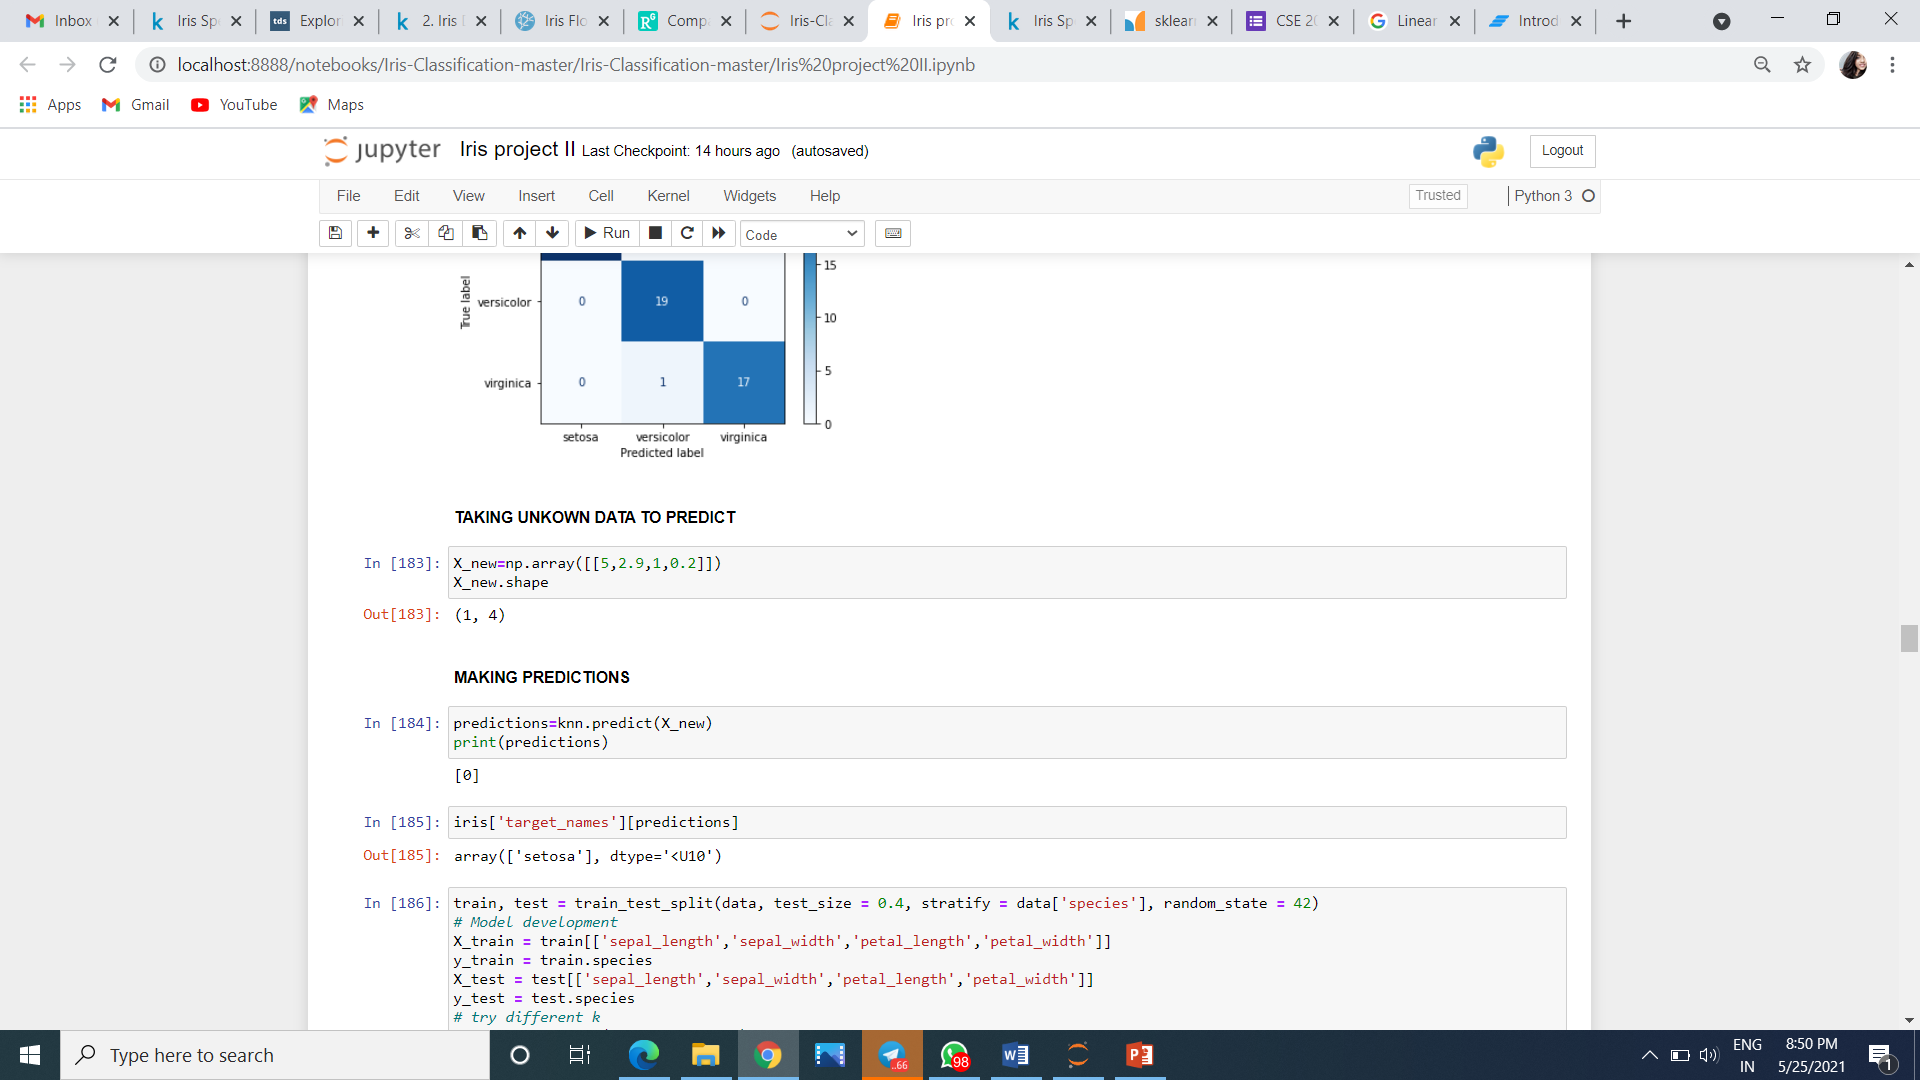 Inbox
Iris Sp
tds Explor
2. Iris
Iris Flo
Comp
Iris-Cl
Iris pro
Iris Sp
sklear
CSE 20
Linear
Introd
localhost:8888/notebooks/Iris-Classification-master/Iris-Classification-master/Iris%20project%20II.ipynb
Apps Gmail YouTube Maps
jupyter Iris project II Last Checkpoint: 14 hours ago (autosaved) Logout
File Edit View Insert Cell Kernel Widgets Help Trusted Python 3
Run Code
15
True label
versicolor 0 19 0
10
virginica 0 1 17
5
0
setosa versicolor virginica
Predicted label
TAKING UNKOWN DATA TO PREDICT
In [183]: X_new=np.array([[5,2.9,1,0.2]])
X_new.shape
Out[183]: (1, 4)
MAKING PREDICTIONS
In [184]: predictions=knn.predict(X_new)
print(predictions)
[0]
In [185]: iris['target_names'][predictions]
Out[185]: array(['setosa'], dtype='<U10')
In [186]: train, test = train_test_split(data, test_size = 0.4, stratify = data['species'], random_state = 42)
# Model development
X_train = train[['sepal_length','sepal_width','petal_length','petal_width']]
y_train = train.species
X_test = test[['sepal_length','sepal_width','petal_length','petal_width']]
y_test = test.species
# try different k
Type here to search
..66
98
ENG
IN
8:50 PM
5/25/2021
1